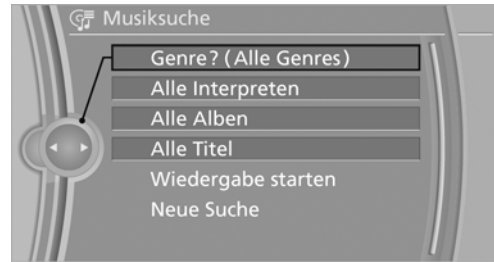 Musiksuche
Genre? (Alle Genres)
Alle Interpreten
Alle Alben
Alle Titel
Wiedergabe starten
Neue Suche